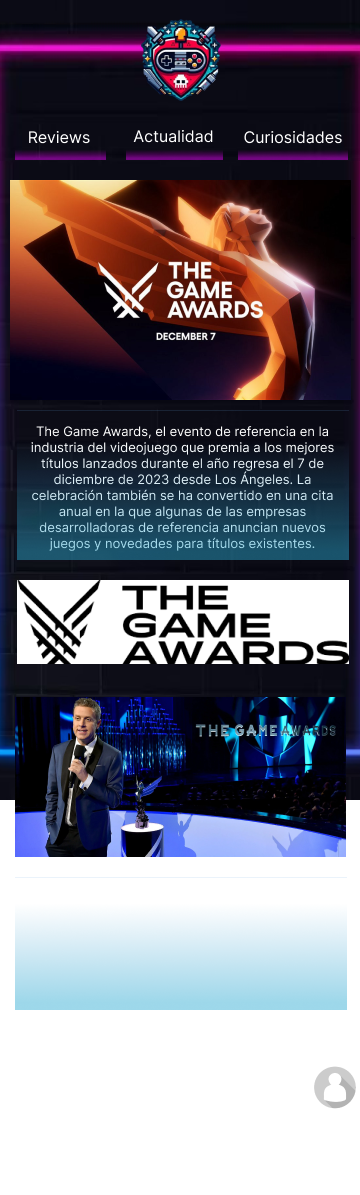 Reviews
Actualidad
Curiosidades
THE
GAME
AWARDS
DECEMBER 7
The Game Awards, el evento de referencia en la
industria del videojuego que premia a los mejores
títulos lanzados durante el año regresa el 7 de
diciembre de 2023 desde Los Ángeles. La
celebración también se ha convertido en una cita
anual en la que algunas de las empresas
desarrolladoras de referencia anuncian nuevos
juegos y novedades para títulos existentes.
THE
GAME
AWARDS
THE GAME AWARDS